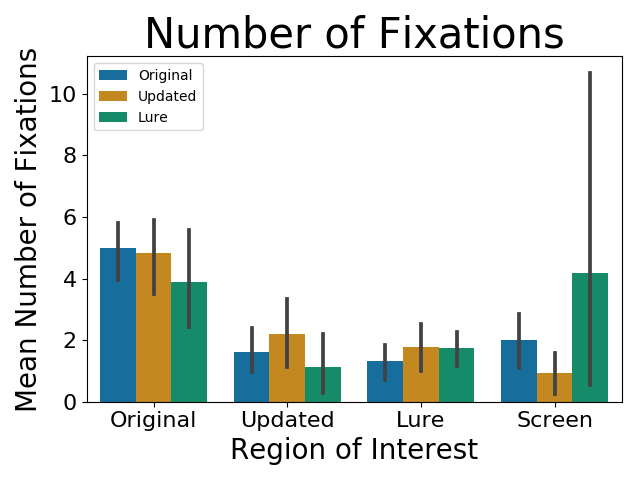 Number of Fixations
Original
Updated
Lure
Mean Number of Fixations
10
8
6
4
2
0
Original Updated Lure Screen
Region of Interest